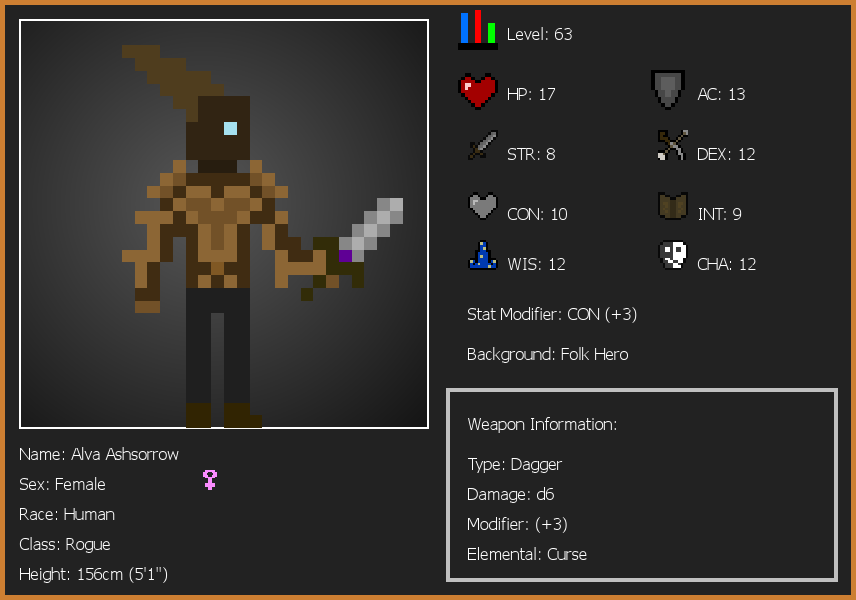 Level: 63
HP: 17
AC: 13
STR: 8
DEX: 12
CON: 10
INT: 9
WIS: 12
CHA: 12
Stat Modifier: CON (+3)
Background: Folk Hero
Weapon Information:
Type: Dagger
Damage: d6
Modifier: (+3)
Elemental: Curse
Name: Alva Ashsorrow
Sex: Female
Race: Human
Class: Rogue
Height: 156cm (5'1")